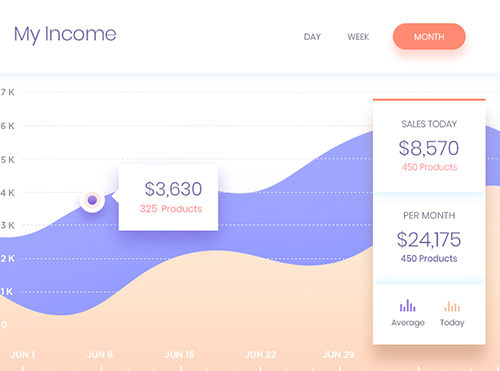 My Income
DAY WEEK MONTH
7 K
6 K
5 K
4 K
3 K
2 K
1 K
0
$3,630
325 Products
SALES TODAY
$8,570
450 Products
PER MONTH
$24,175
450 Products
Average Today
JUN 1 JUN 8 JUN 15 JUN 22 JUN 29